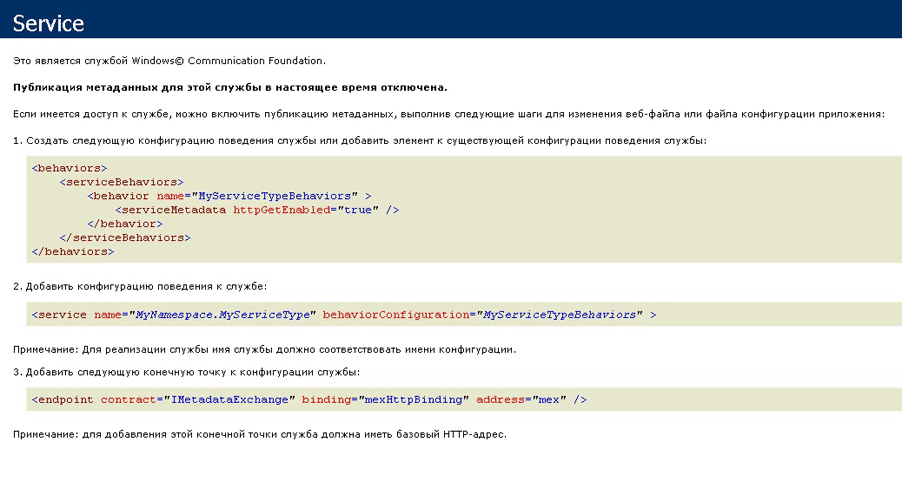 Service
Это является службой Windows© Communication Foundation.
Публикация метаданных для этой службы в настоящее время отключена.
Если имеется доступ к службе, можно включить публикацию метаданных, выполнив следующие шаги для изменения веб-файла или файла конфигурации приложения:
1. Создать следующую конфигурацию поведения службы или добавить элемент к существующей конфигурации поведения службы:
<behaviors>
    <serviceBehaviors>
        <behavior name="MyServiceTypeBehaviors" >
            <serviceMetadata httpGetEnabled="true" />
        </behavior>
    </serviceBehaviors>
</behaviors>
2. Добавить конфигурацию поведения к службе:
<service name="MyNamespace.MyServiceType" behaviorConfiguration="MyServiceTypeBehaviors" >
Примечание: Для реализации службы имя службы должно соответствовать имени конфигурации.
3. Добавить следующую конечную точку к конфигурации службы:
<endpoint contract="IMetadataExchange" binding="mexHttpBinding" address="mex" />
Примечание: для добавления этой конечной точки служба должна иметь базовый HTTP-адрес.